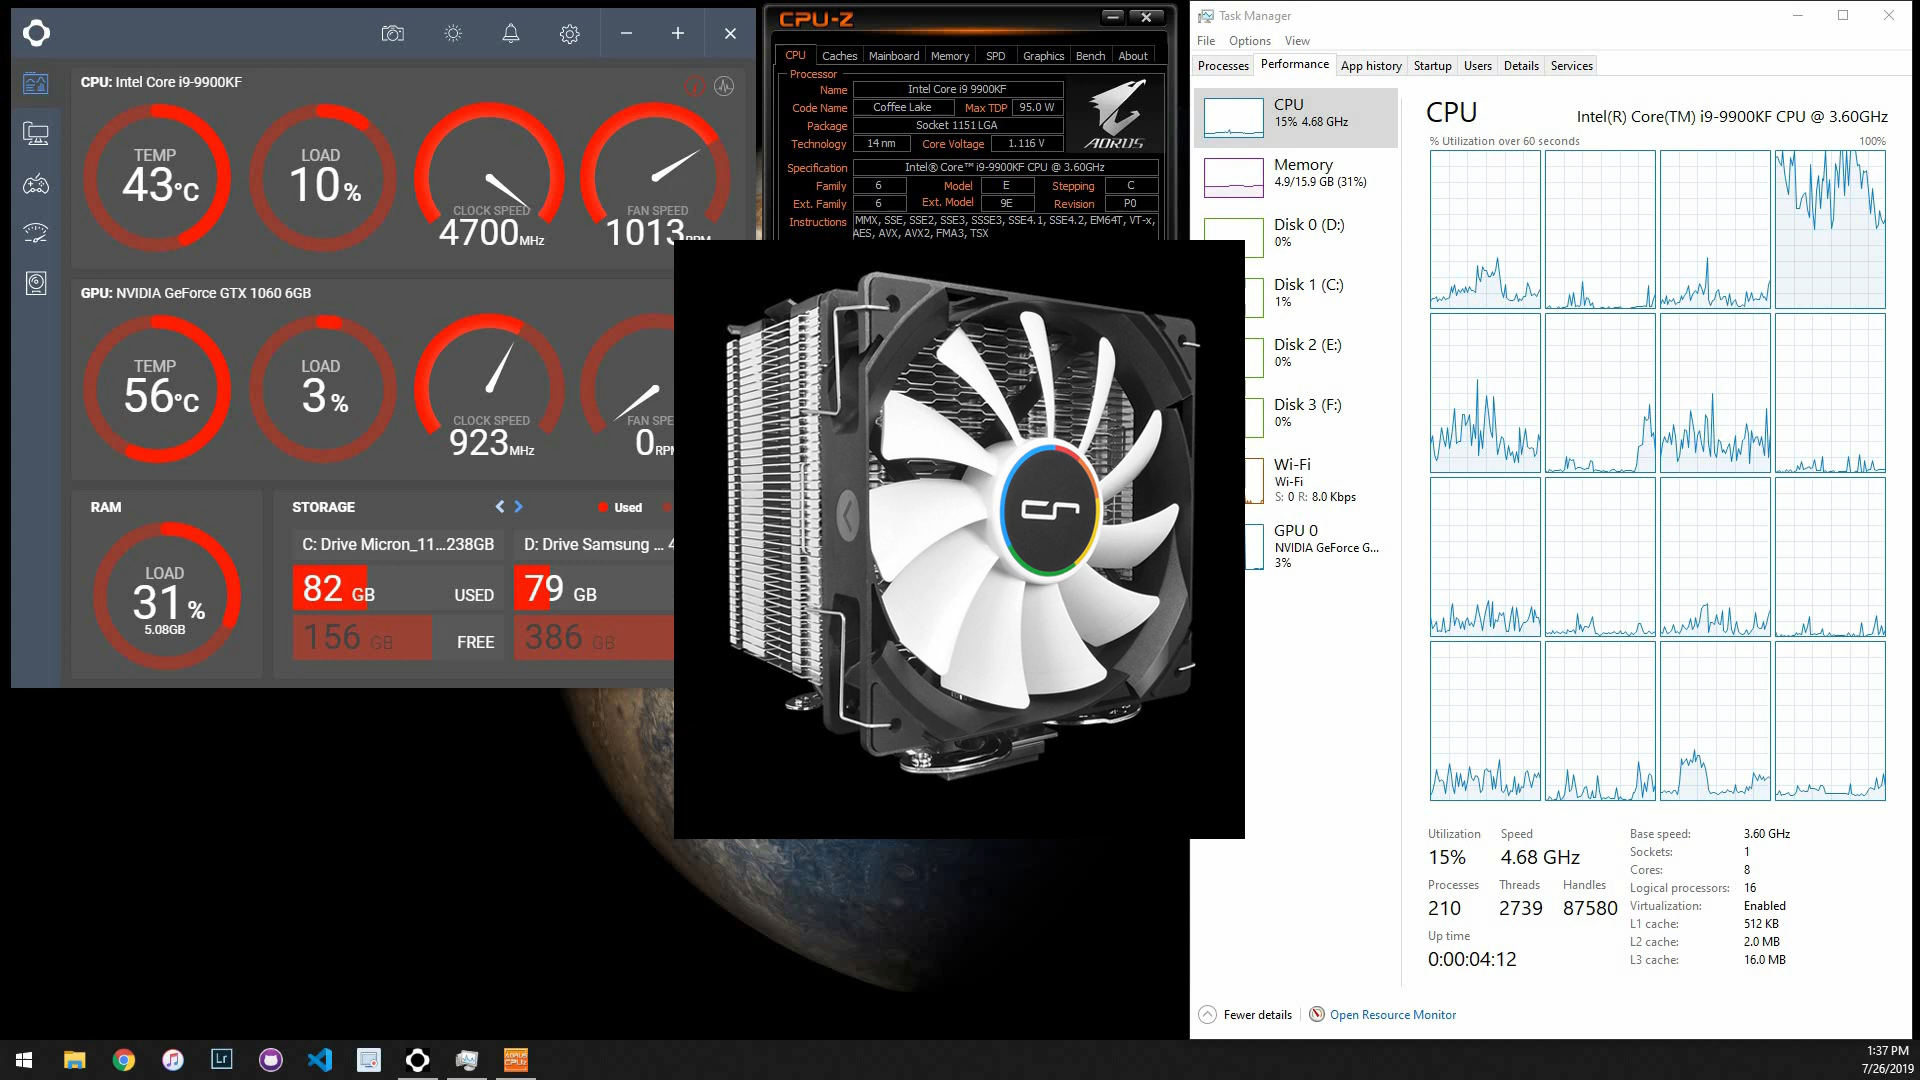 CPU: Intel Core i9-9900KF
TEMP
43°C
LOAD
10%
CLOCK SPEED
4700MHz
FAN SPEED
1013
GPU: NVIDIA GeForce GTX 1060 6GB
TEMP
56°C
LOAD
3%
CLOCK SPEED
923MHz
FAN SPE
0RPM
RAM
LOAD
31%
5.08GB
STORAGE
Used
C: Drive Micron_11...238GB
82 GB
USED
156 GB
FREE
D: Drive Samsung ... 4
79 GB
386 GB
CPU-Z
CPU Caches Mainboard Memory SPD Graphics Bench About
Processor
Name Intel Core i9 9900KF
Code Name Coffee Lake Max TDP 95.0 W
Package Socket 1151 LGA
Technology 14 nm Core Voltage 1.116 V
AORUS
Specification Intel® Core™ i9-9900KF CPU @ 3.60GHz
Family 6 Model E Stepping C
Ext. Family 6 Ext. Model 9E Revision P0
Instructions MMX, SSE, SSE2, SSE3, SSSE3, SSE4.1, SSE4.2, EM64T, VT-x,
AES, AVX, AVX2, FMA3, TSX
Task Manager
File Options View
Processes Performance App history Startup Users Details Services
CPU
15% 4.68 GHz
Memory
4.9/15.9 GB (31%)
Disk 0 (D:)
0%
Disk 1 (C:)
1%
Disk 2 (E:)
0%
Disk 3 (F:)
0%
Wi-Fi
Wi-Fi
S: 0 R: 8.0 Kbps
GPU 0
NVIDIA GeForce G...
3%
CPU Intel(R) Core(TM) i9-9900KF CPU @ 3.60GHz
% Utilization over 60 seconds 100%
Utilization Speed
15% 4.68 GHz
Processes Threads Handles
210 2739 87580
Up time
0:00:04:12
Base speed: 3.60 GHz
Sockets: 1
Cores: 8
Logical processors: 16
Virtualization: Enabled
L1 cache: 512 KB
L2 cache: 2.0 MB
L3 cache: 16.0 MB
Fewer details Open Resource Monitor
Lr
AORUS
CPUz
1:37 PM
7/26/2019